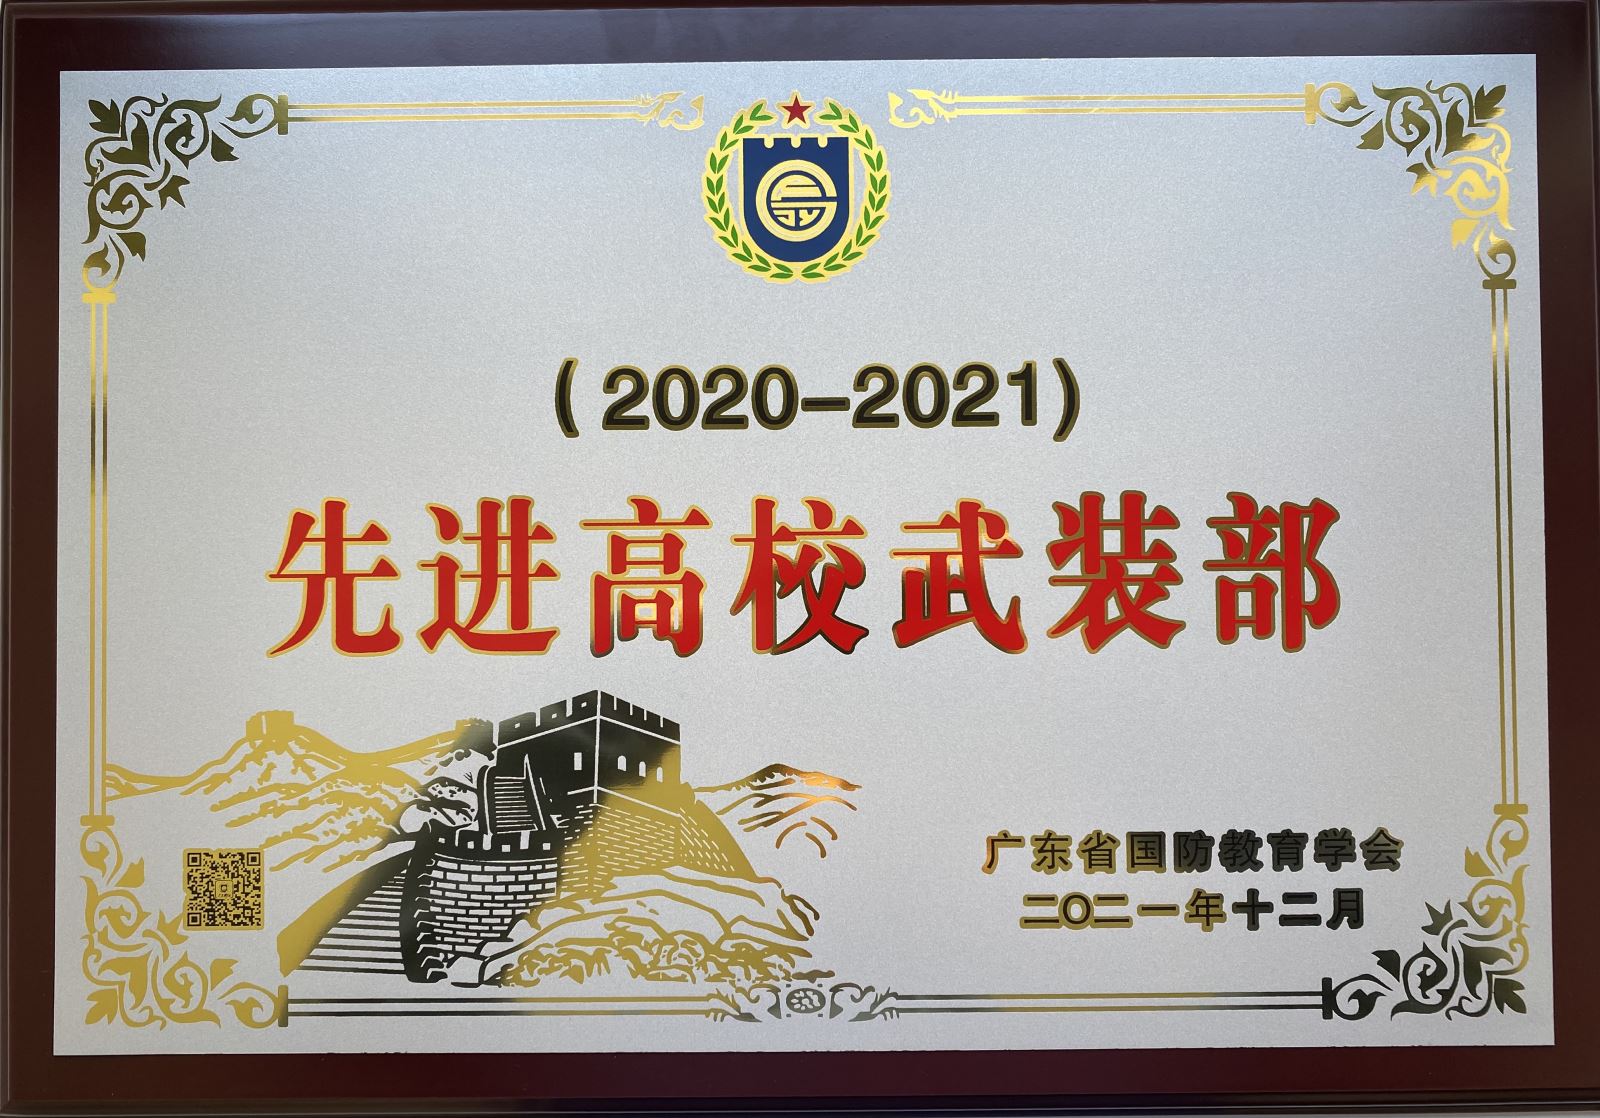 （2020-2021）
先进高校武装部
广东省国防教育学会
二〇二一年十二月